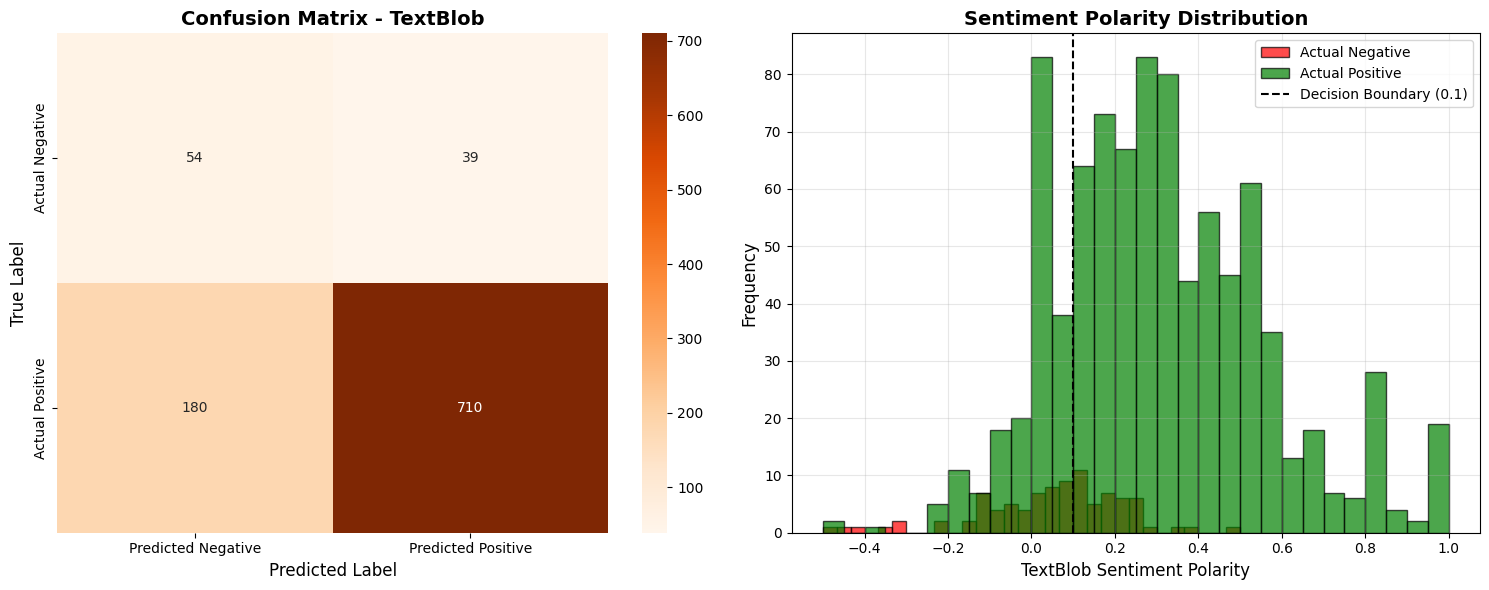 Confusion Matrix - TextBlob
Actual Negative
Actual Positive
True Label
54
39
180
710
Predicted Negative
Predicted Positive
Predicted Label
700
600
500
400
300
200
100
Sentiment Polarity Distribution
Actual Negative
Actual Positive
Decision Boundary (0.1)
Frequency
80
70
60
50
40
30
20
10
0
−0.4
−0.2
0.0
0.2
0.4
0.6
0.8
1.0
TextBlob Sentiment Polarity